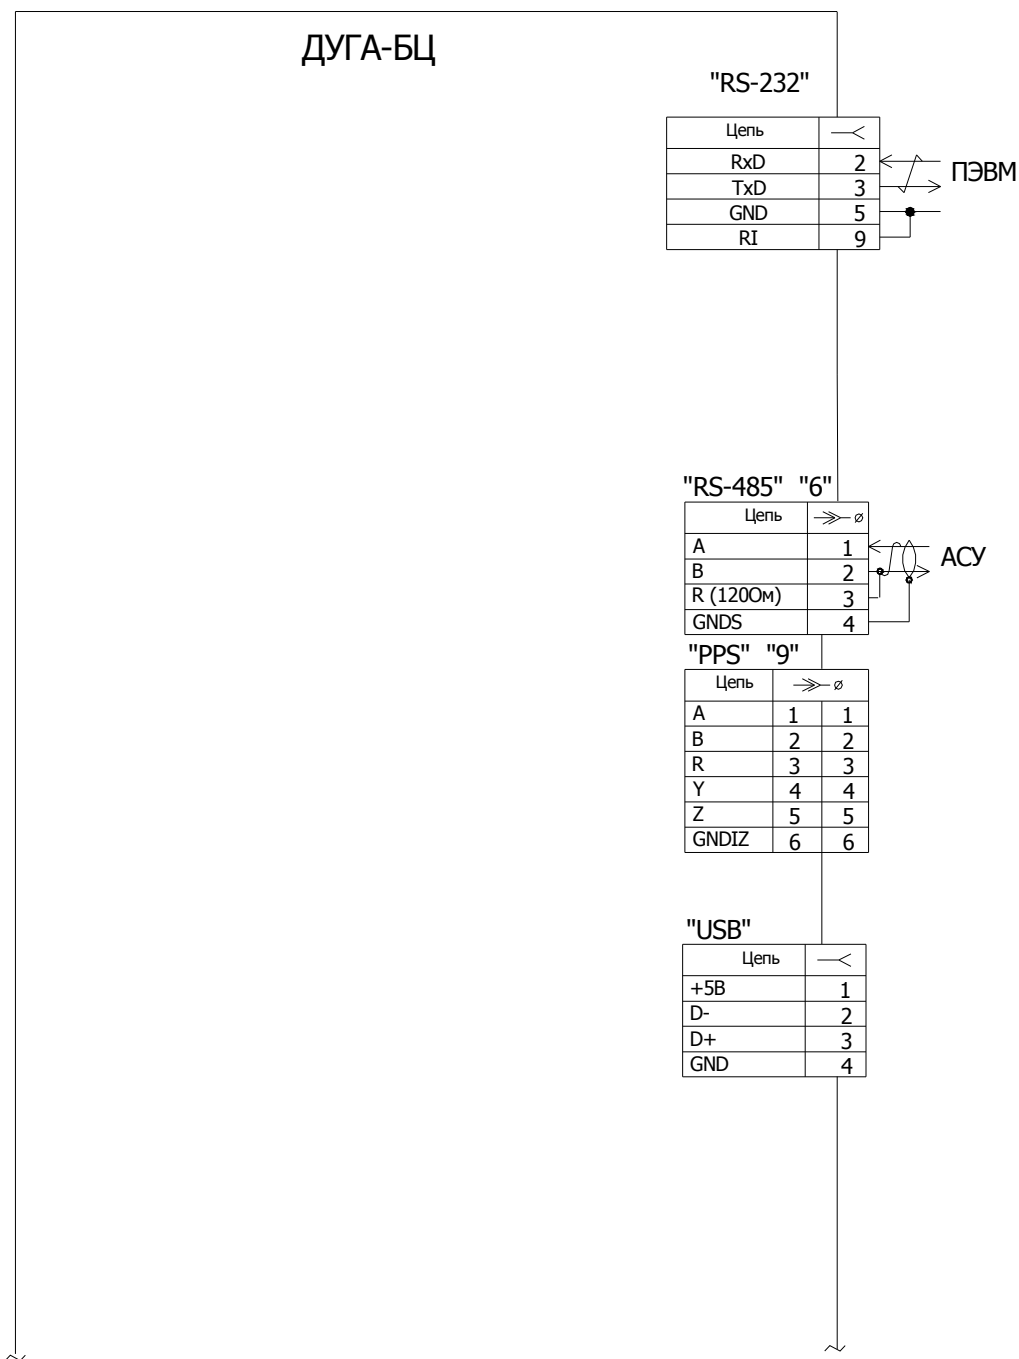 ДУГА-БЦ
"RS-232"
Цепь
RxD 2
TxD 3
GND 5
RI 9
ПЭВМ
"RS-485" "6"
Цепь
A 1
B 2
R (120Ом) 3
GNDS 4
АСУ
"PPS" "9"
Цепь
A 1 1
B 2 2
R 3 3
Y 4 4
Z 5 5
GNDIZ 6 6
"USB"
Цепь
+5В 1
D- 2
D+ 3
GND 4